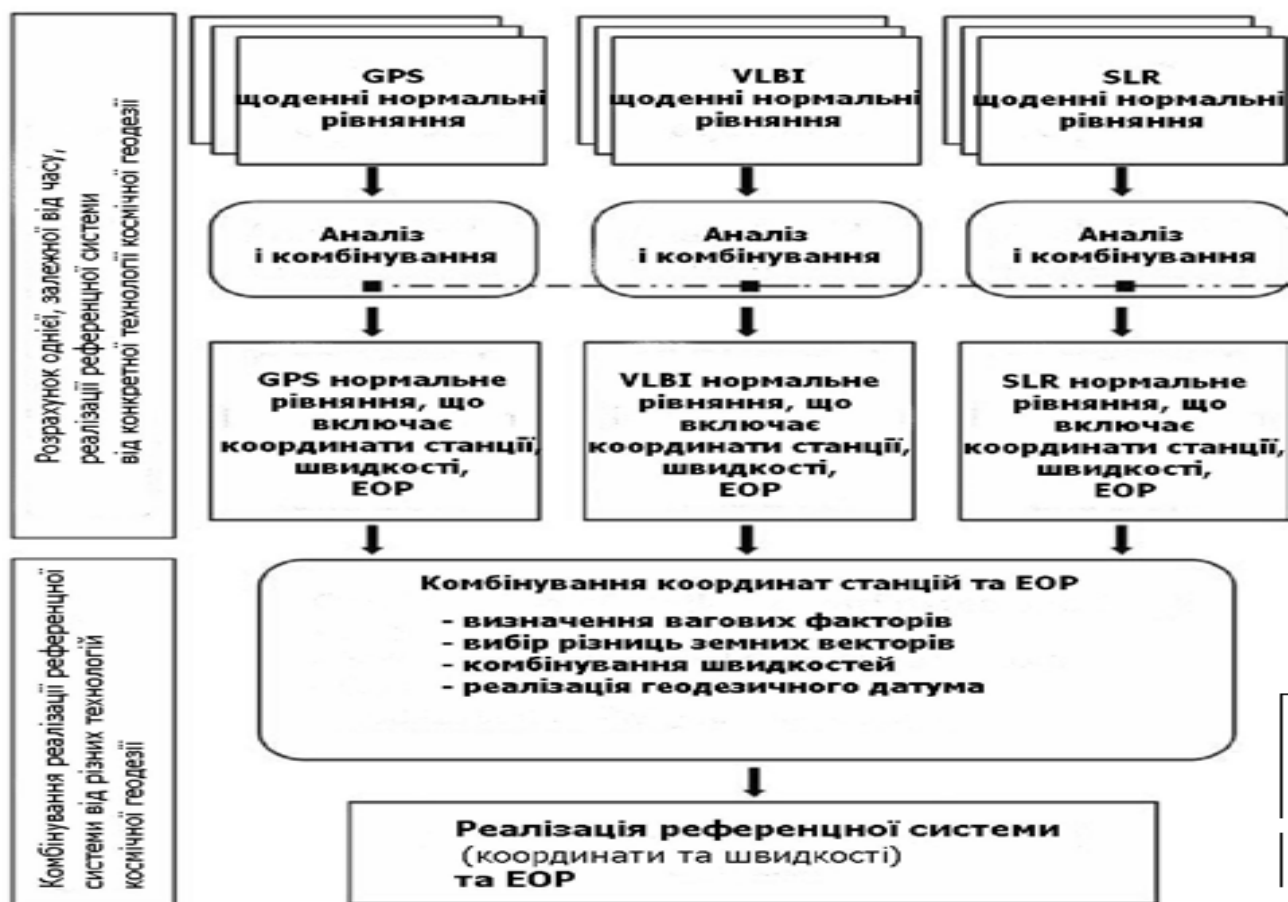 Розрахунок однієї, залежної від часу,
реалізації референцної системи
від конкретної технології космічної геодезії
GPS
щоденні нормальні
рівняння
VLBI
щоденні нормальні
рівняння
SLR
щоденні нормальні
рівняння
Аналіз
і комбінування
Аналіз
і комбінування
Аналіз
і комбінування
GPS нормальне
рівняння, що
включає
координати станції,
швидкості,
EOP
VLBI нормальне
рівняння, що
включає
координати станції,
швидкості,
EOP
SLR нормальне
рівняння, що
включає
координати станції,
швидкості,
EOP
Комбінування реалізації референцної
системи від різних технологій
космічної геодезії
Комбінування координат станцій та EOP
- визначення вагових факторів
- вибір різниць земних векторів
- комбінування швидкостей
- реалізація геодезичного датума
Реалізація референцної системи
(координати та швидкості)
та EOP